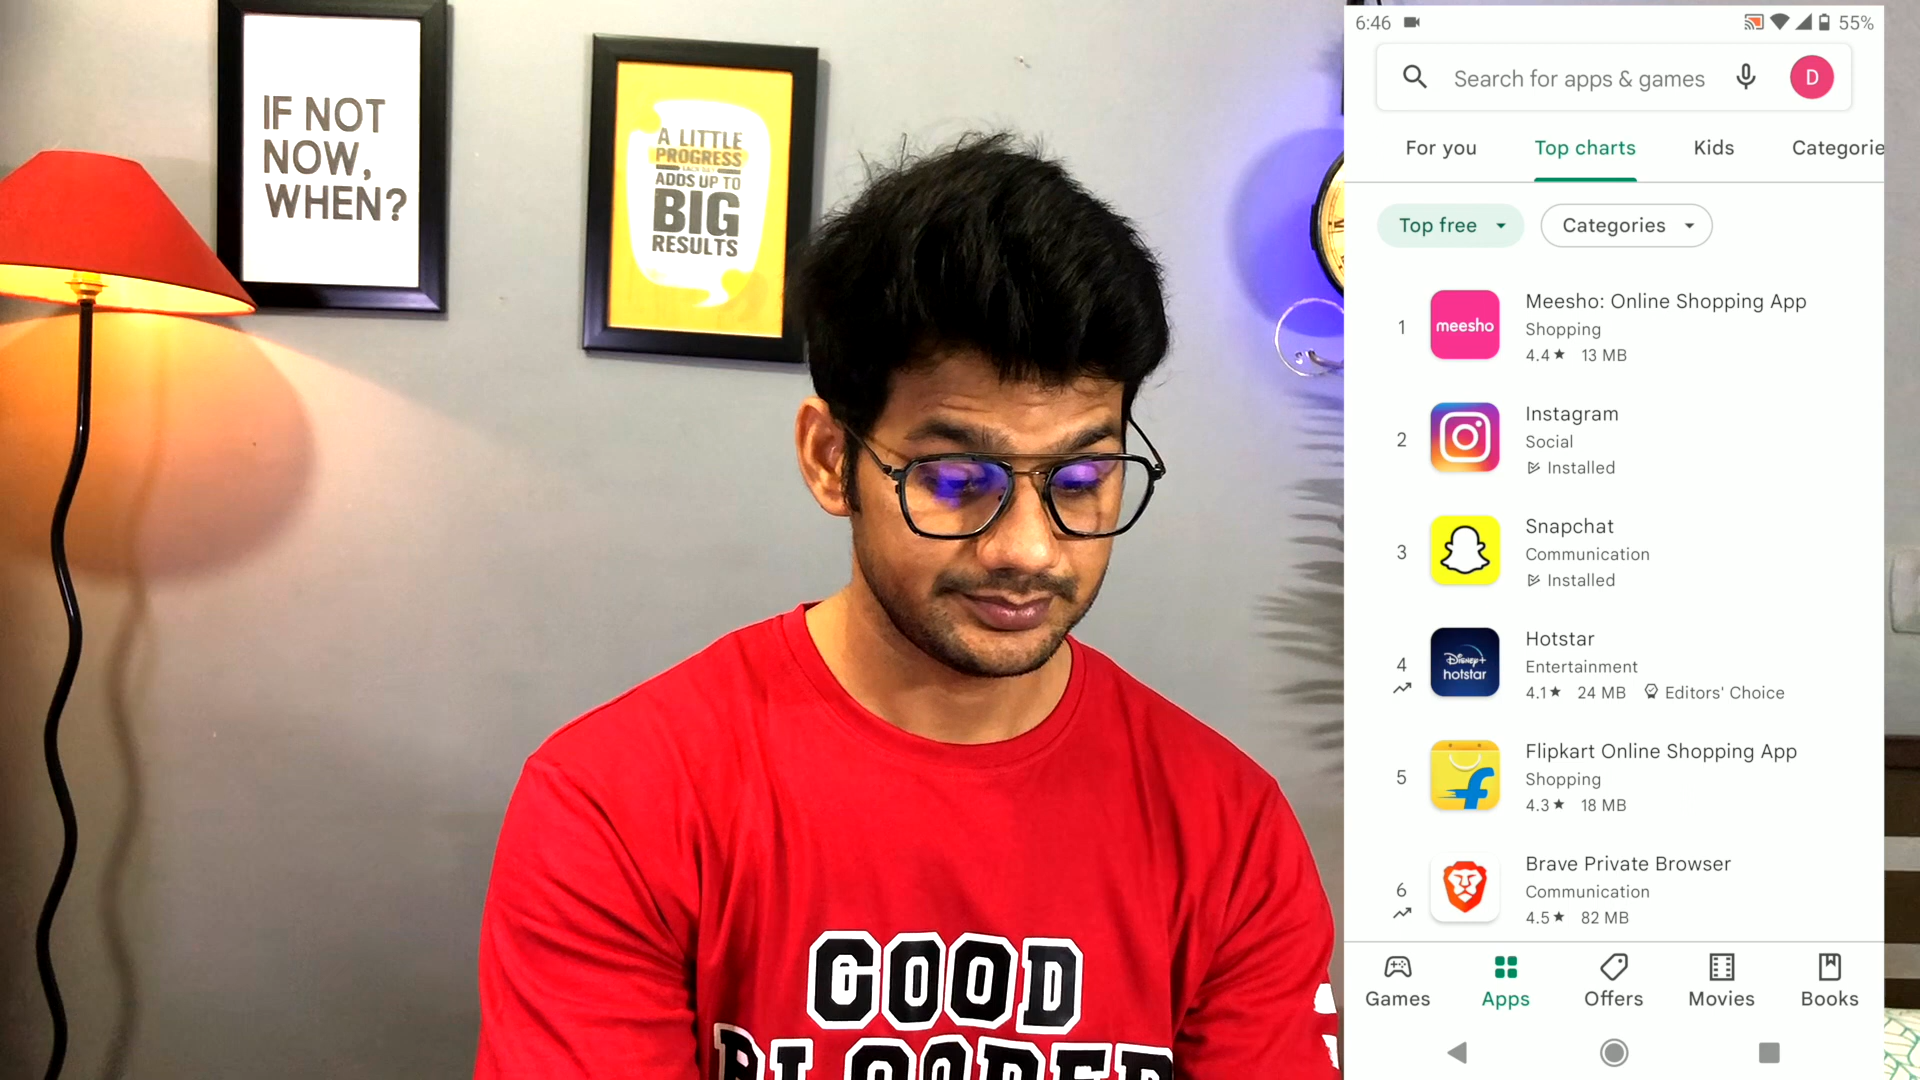 IF NOT
NOW,
WHEN?
A LITTLE
PROGRESS
EACH DAY
ADDS UP TO
BIG
RESULTS
GOOD
BLOODED
6:46 55%
Search for apps & games D
For you Top charts Kids Categorie
Top free Categories
1 meesho Meesho: Online Shopping App
Shopping
4.4★ 13 MB
2 Instagram
Social
Installed
3 Snapchat
Communication
Installed
4 Disney+ hotstar Hotstar
Entertainment
4.1★ 24 MB Editors' Choice
5 Flipkart Online Shopping App
Shopping
4.3★ 18 MB
6 Brave Private Browser
Communication
4.5★ 82 MB
Games Apps Offers Movies Books